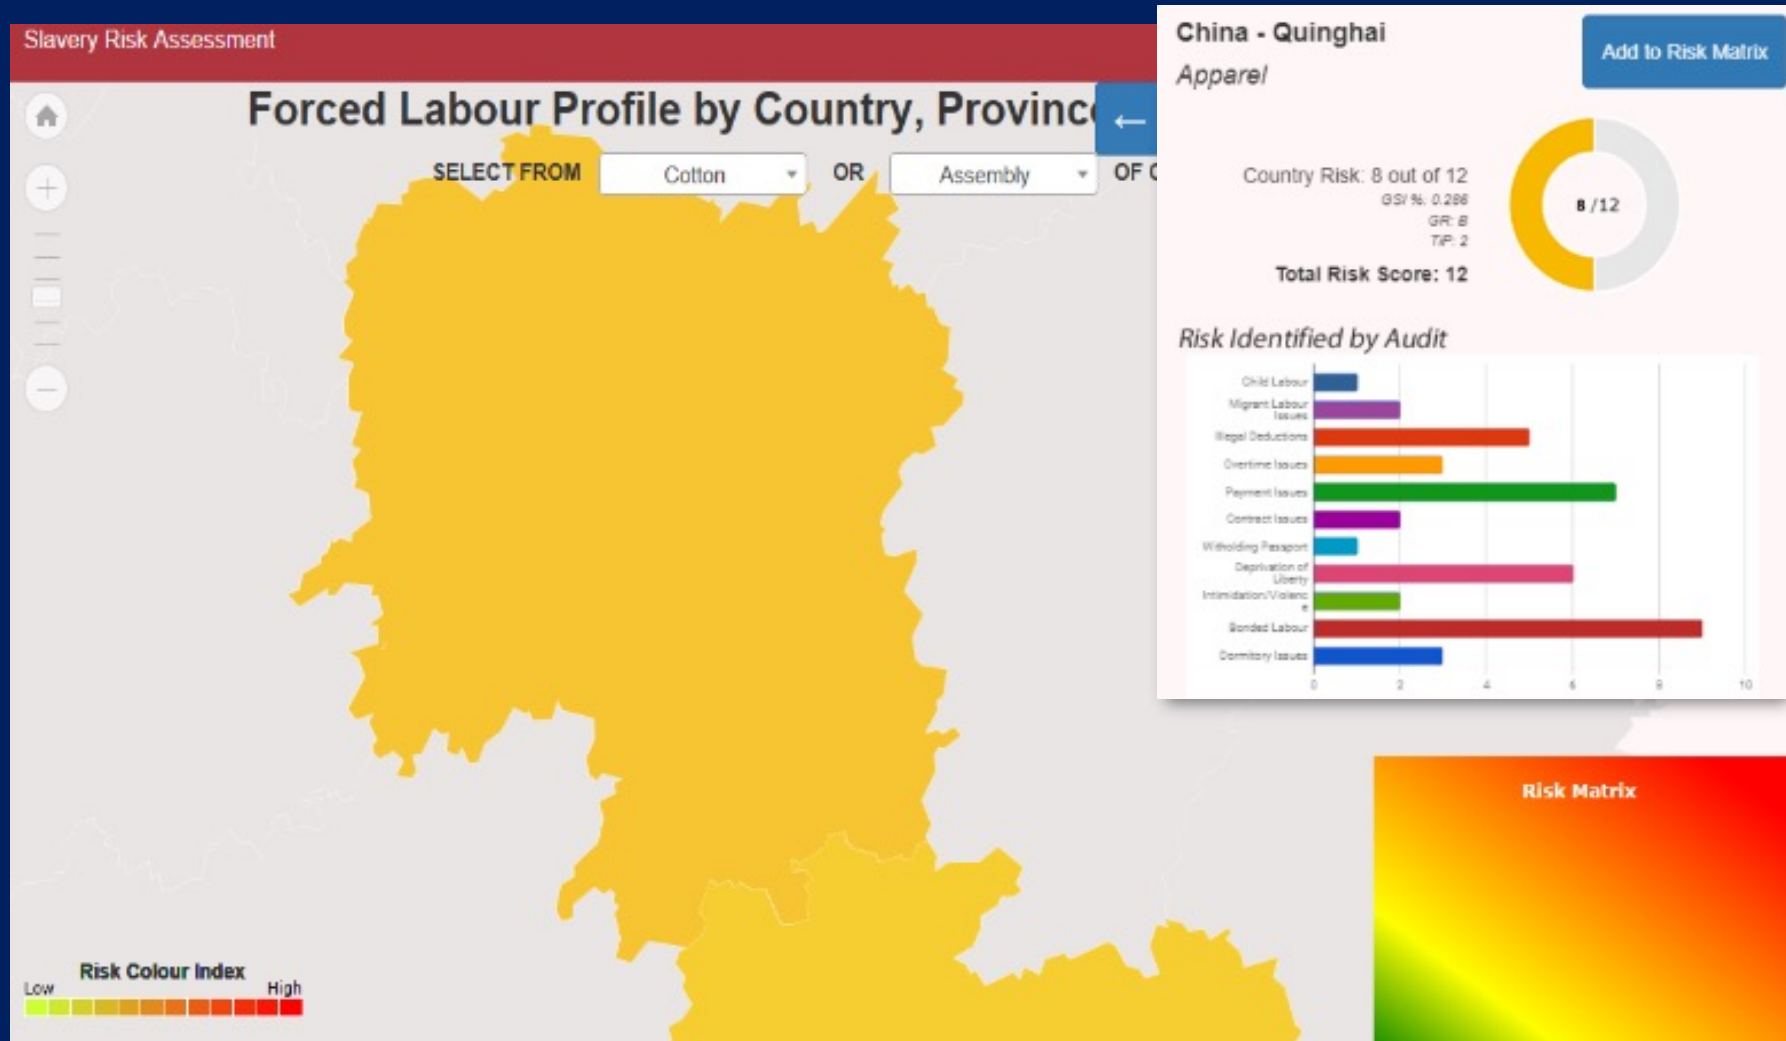 Slavery Risk Assessment
Forced Labour Profile by Country, Province
SELECT FROM
Cotton
OR
Assembly
OF
←
China - Quinghai
Apparel
Add to Risk Matrix
Country Risk: 8 out of 12
GSI %: 0.286
GR: B
TiP: 2
Total Risk Score: 12
8 /12
Risk Identified by Audit
Child Labour
Migrant Labour
Issues
Illegal Deductions
Overtime Issues
Payment Issues
Contract Issues
Witholding Passport
Deprivation of
Liberty
Intimidation/Violenc
e
Bonded Labour
Dormitory Issues
0 2 4 6 8 10
Risk Matrix
Risk Colour Index
Low High